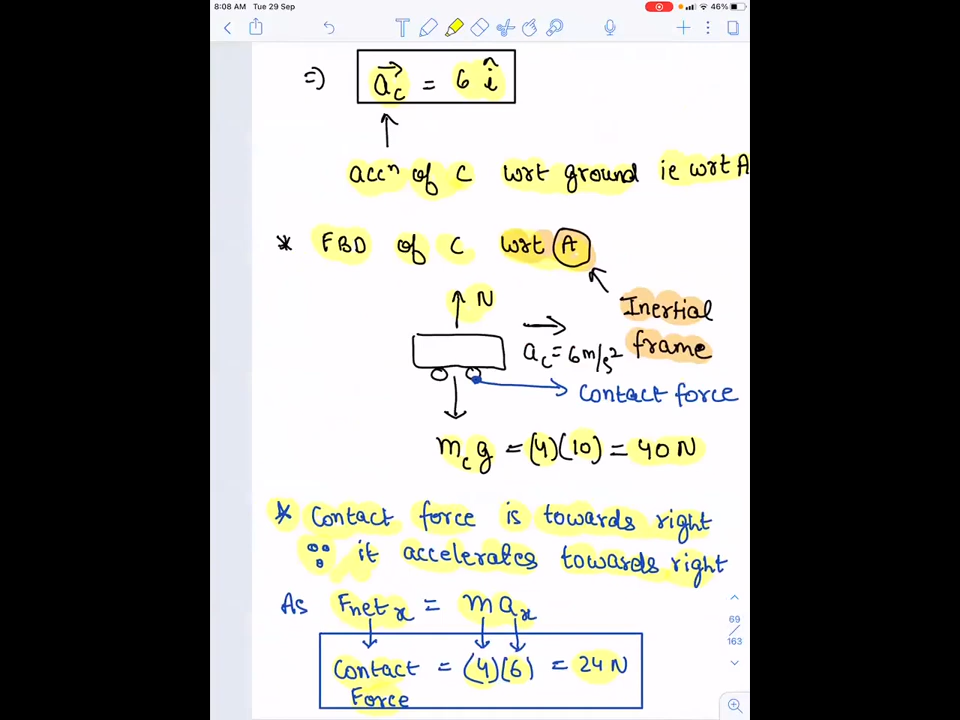 8:08 AM Tue 29 Sep 46%
=) a⃗c = 6 î
accⁿ of C wrt ground ie wrt A
* FBD of C wrt A
N
Inertial
frame
ac = 6m/s²
Contact force
mcg = (4)(10) = 40 N
* Contact force is towards right
∵ it accelerates towards right
As Fnet x = m ax
Contact = (4)(6) = 24 N
Force
69
/
163